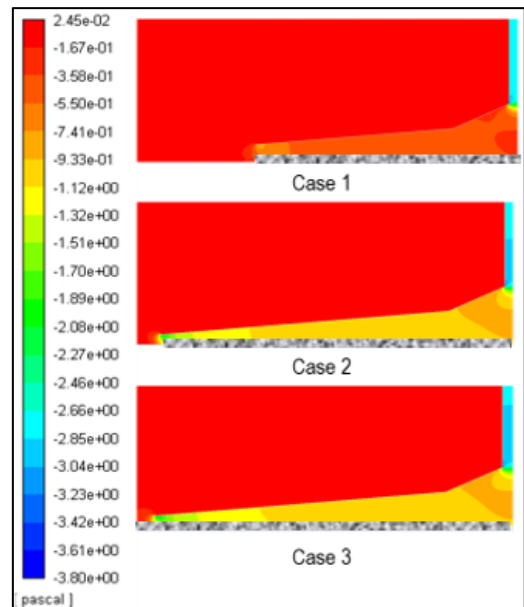 2.45e-02
-1.67e-01
-3.58e-01
-5.50e-01
-7.41e-01
-9.33e-01
-1.12e+00
-1.32e+00
-1.51e+00
-1.70e+00
-1.89e+00
-2.08e+00
-2.27e+00
-2.46e+00
-2.66e+00
-2.85e+00
-3.04e+00
-3.23e+00
-3.42e+00
-3.61e+00
-3.80e+00
[ pascal ]
Case 1
Case 2
Case 3